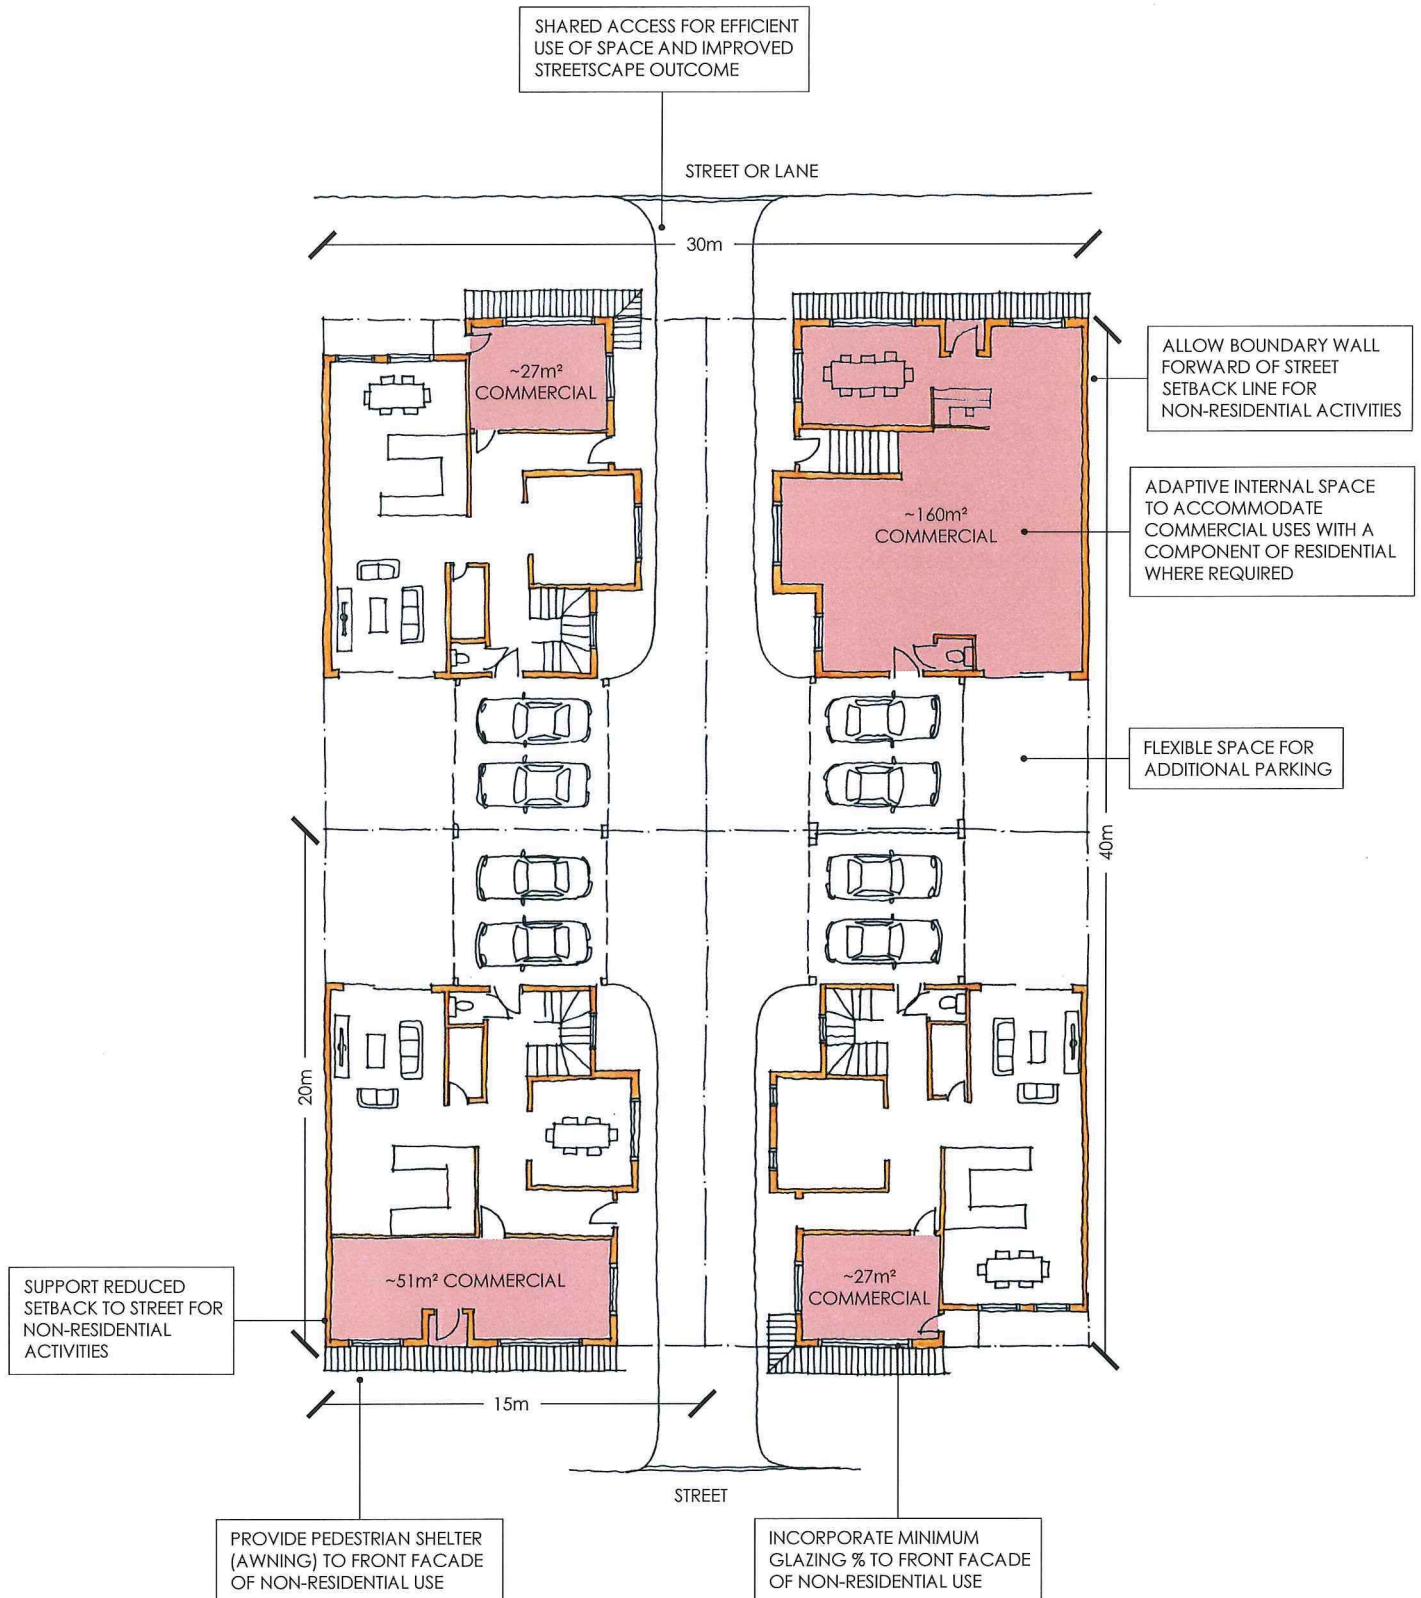 SHARED ACCESS FOR EFFICIENT
USE OF SPACE AND IMPROVED
STREETSCAPE OUTCOME
STREET OR LANE
30m
~27m²
COMMERCIAL
ALLOW BOUNDARY WALL
FORWARD OF STREET
SETBACK LINE FOR
NON-RESIDENTIAL ACTIVITIES
ADAPTIVE INTERNAL SPACE
TO ACCOMMODATE
COMMERCIAL USES WITH A
COMPONENT OF RESIDENTIAL
WHERE REQUIRED
~160m²
COMMERCIAL
FLEXIBLE SPACE FOR
ADDITIONAL PARKING
40m
20m
~51m² COMMERCIAL
~27m²
COMMERCIAL
SUPPORT REDUCED
SETBACK TO STREET FOR
NON-RESIDENTIAL
ACTIVITIES
15m
STREET
PROVIDE PEDESTRIAN SHELTER
(AWNING) TO FRONT FACADE
OF NON-RESIDENTIAL USE
INCORPORATE MINIMUM
GLAZING % TO FRONT FACADE
OF NON-RESIDENTIAL USE